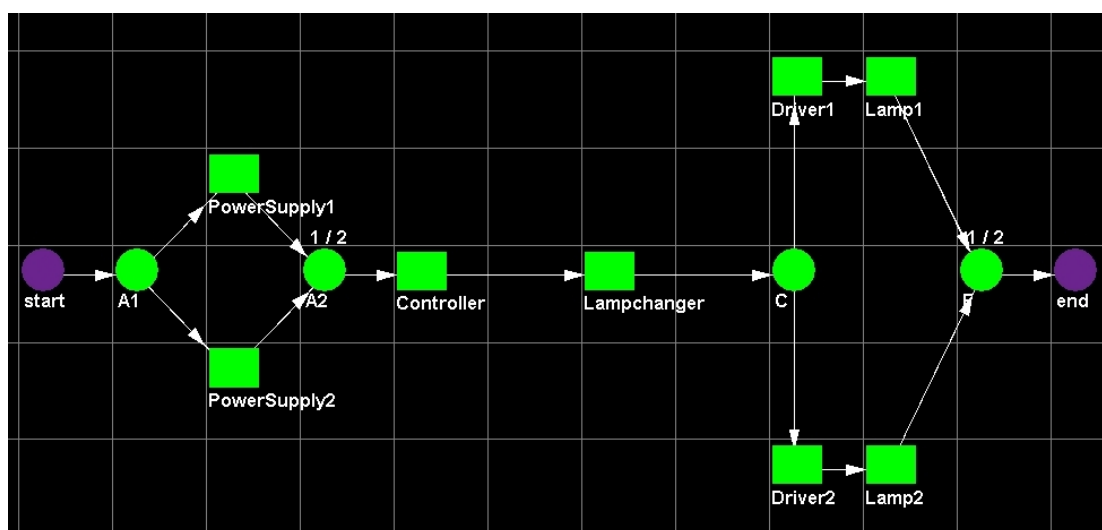 Driver1
Lamp1
PowerSupply1
1 / 2
1 / 2
start
A1
A2
Controller
Lampchanger
C
end
PowerSupply2
Driver2
Lamp2